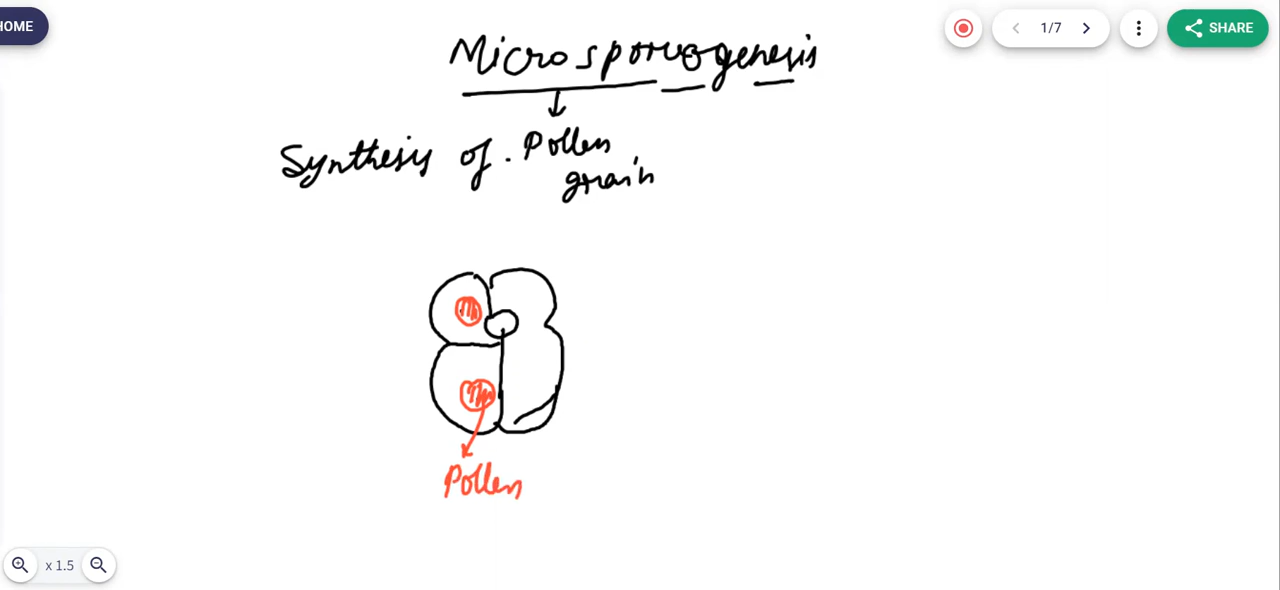 HOME
1/7
SHARE
Microsporogenesis
Synthesis of. Pollen
grain
Pollen
x 1.5